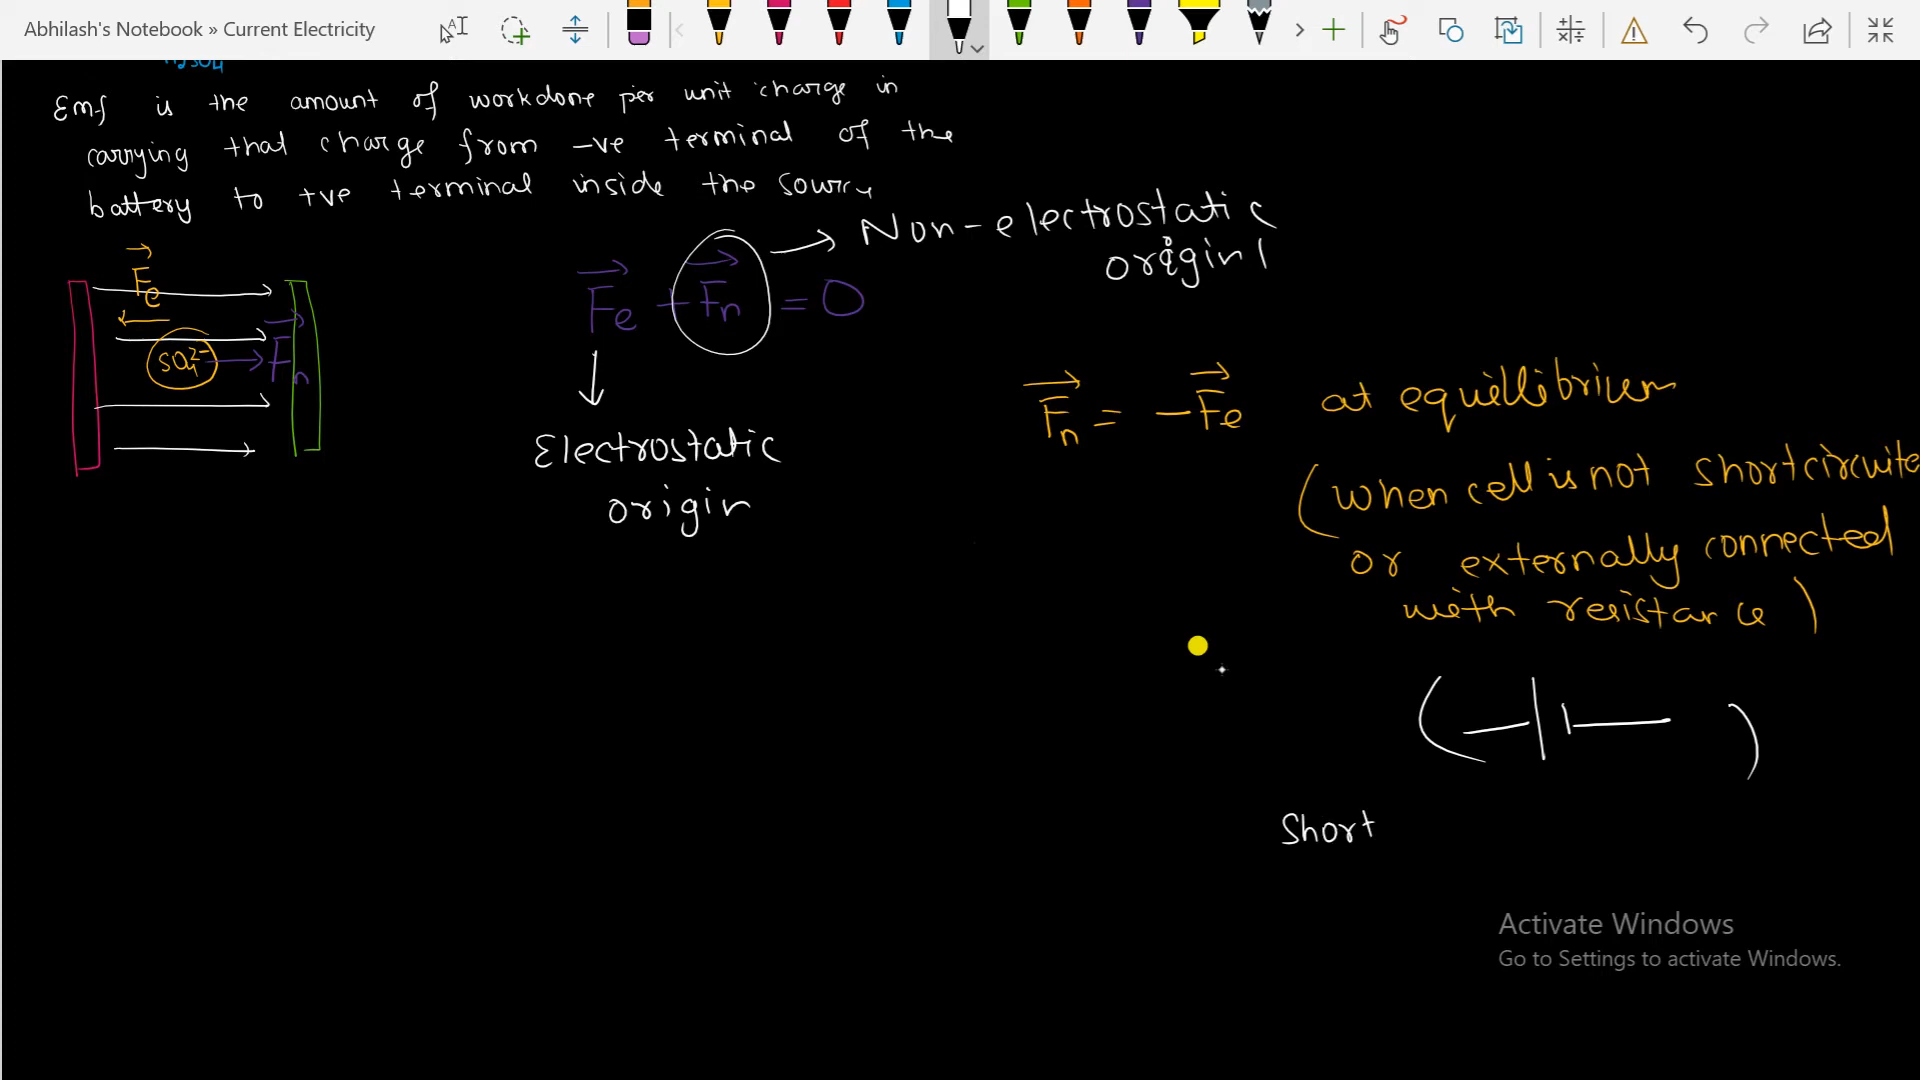 Abhilash's Notebook » Current Electricity
H₂SO₄
Emf is the amount of workdone per unit charge in
carrying that charge from -ve terminal of the
battery to +ve terminal inside the source
Fe
SO₄²⁻
Fn
Fe + Fn = 0
Non-electrostatic
origin
Electrostatic
origin
Fn = -Fe at equillibrium
(when cell is not shortcircuite
or externally connected
with resistance)
Short
Activate Windows
Go to Settings to activate Windows.